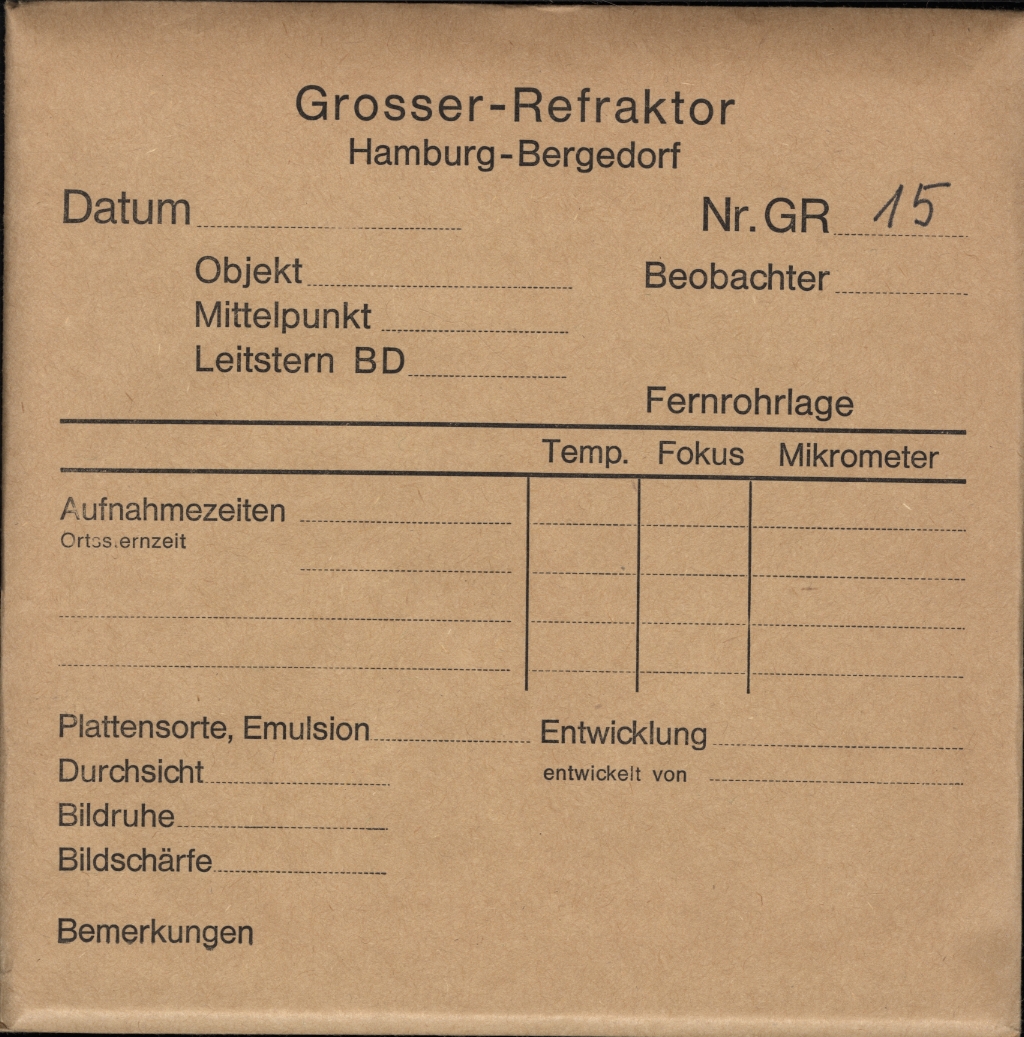 Grosser-Refraktor
Hamburg-Bergedorf
Datum
Nr. GR 15
Objekt
Beobachter
Mittelpunkt
Leitstern BD
Fernrohrlage
Temp. Fokus Mikrometer
Aufnahmezeiten
Ortssternzeit
Plattensorte, Emulsion
Entwicklung
Durchsicht
entwickelt von
Bildruhe
Bildschärfe
Bemerkungen